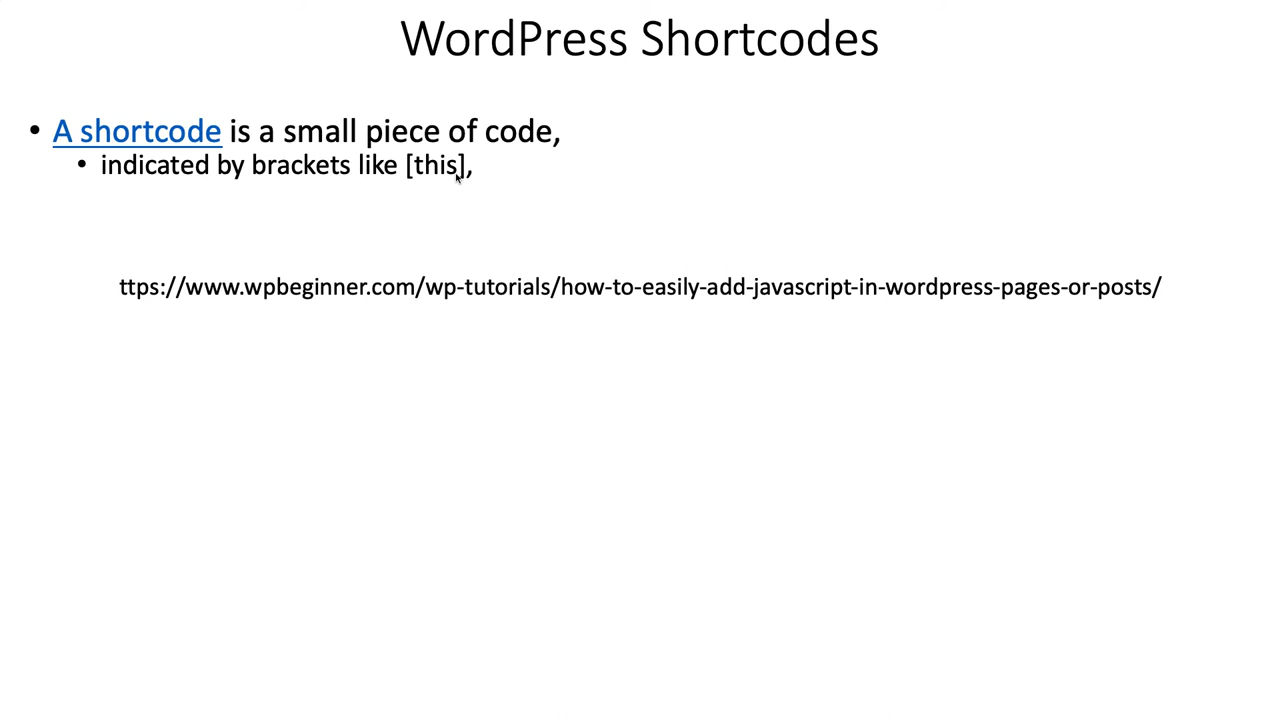 WordPress Shortcodes
• A shortcode is a small piece of code,
• indicated by brackets like [this],
ttps://www.wpbeginner.com/wp-tutorials/how-to-easily-add-javascript-in-wordpress-pages-or-posts/